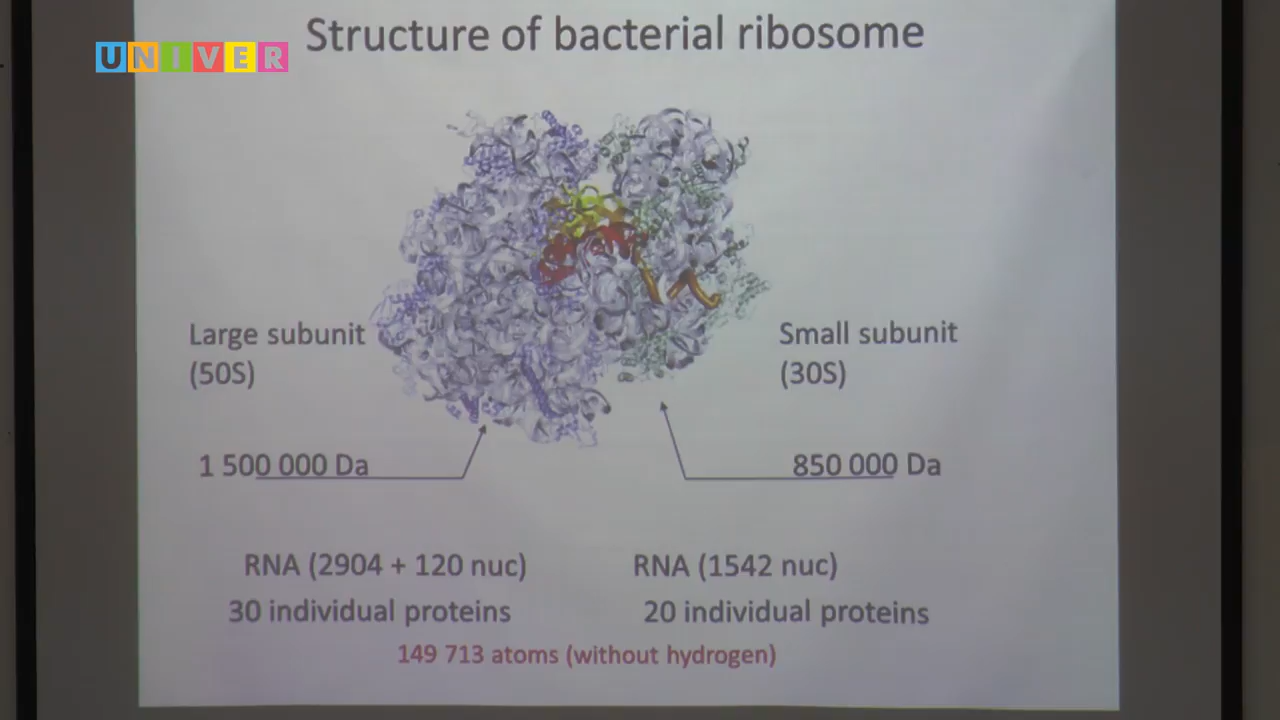 Structure of bacterial ribosome
UNIVER
Large subunit
(50S)
Small subunit
(30S)
1 500 000 Da
850 000 Da
RNA (2904 + 120 nuc)
RNA (1542 nuc)
30 individual proteins
20 individual proteins
149 713 atoms (without hydrogen)